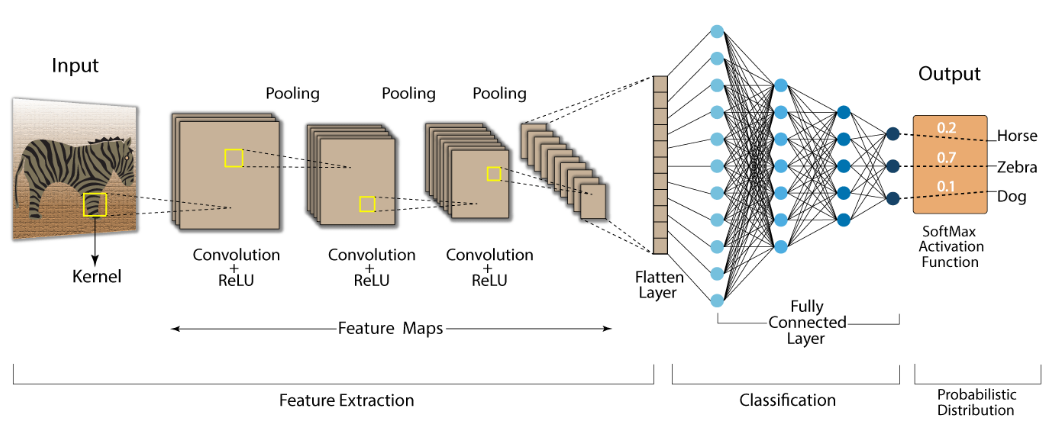 Input
Pooling
Pooling
Pooling
Output
0.2
Horse
0.7
Zebra
0.1
Dog
Kernel
Convolution
+
ReLU
Convolution
+
ReLU
Convolution
+
ReLU
Flatten
Layer
SoftMax
Activation
Function
Feature Maps
Fully
Connected
Layer
Feature Extraction
Classification
Probabilistic
Distribution